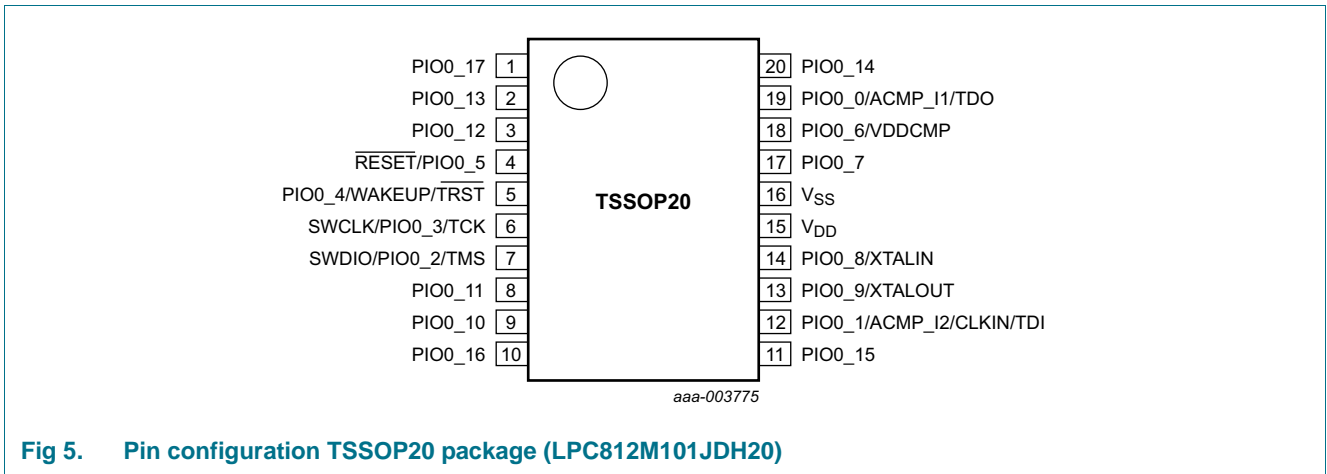 PIO0_17 1
PIO0_13 2
PIO0_12 3
RESET/PIO0_5 4
PIO0_4/WAKEUP/TRST 5
SWCLK/PIO0_3/TCK 6
SWDIO/PIO0_2/TMS 7
PIO0_11 8
PIO0_10 9
PIO0_16 10
TSSOP20
20 PIO0_14
19 PIO0_0/ACMP_I1/TDO
18 PIO0_6/VDDCMP
17 PIO0_7
16 VSS
15 VDD
14 PIO0_8/XTALIN
13 PIO0_9/XTALOUT
12 PIO0_1/ACMP_I2/CLKIN/TDI
11 PIO0_15
aaa-003775
Fig 5. Pin configuration TSSOP20 package (LPC812M101JDH20)